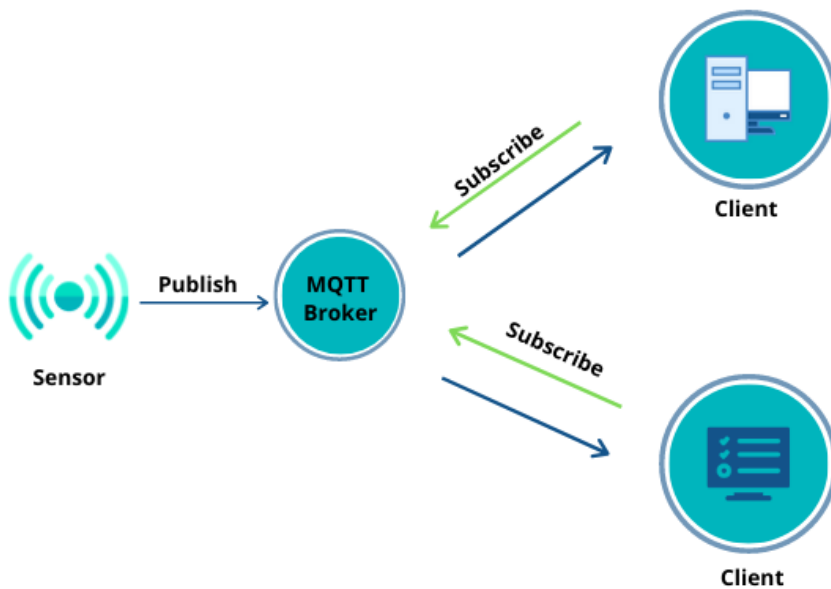 Subscribe
Client
Publish
MQTT
Broker
Sensor
Subscribe
Client